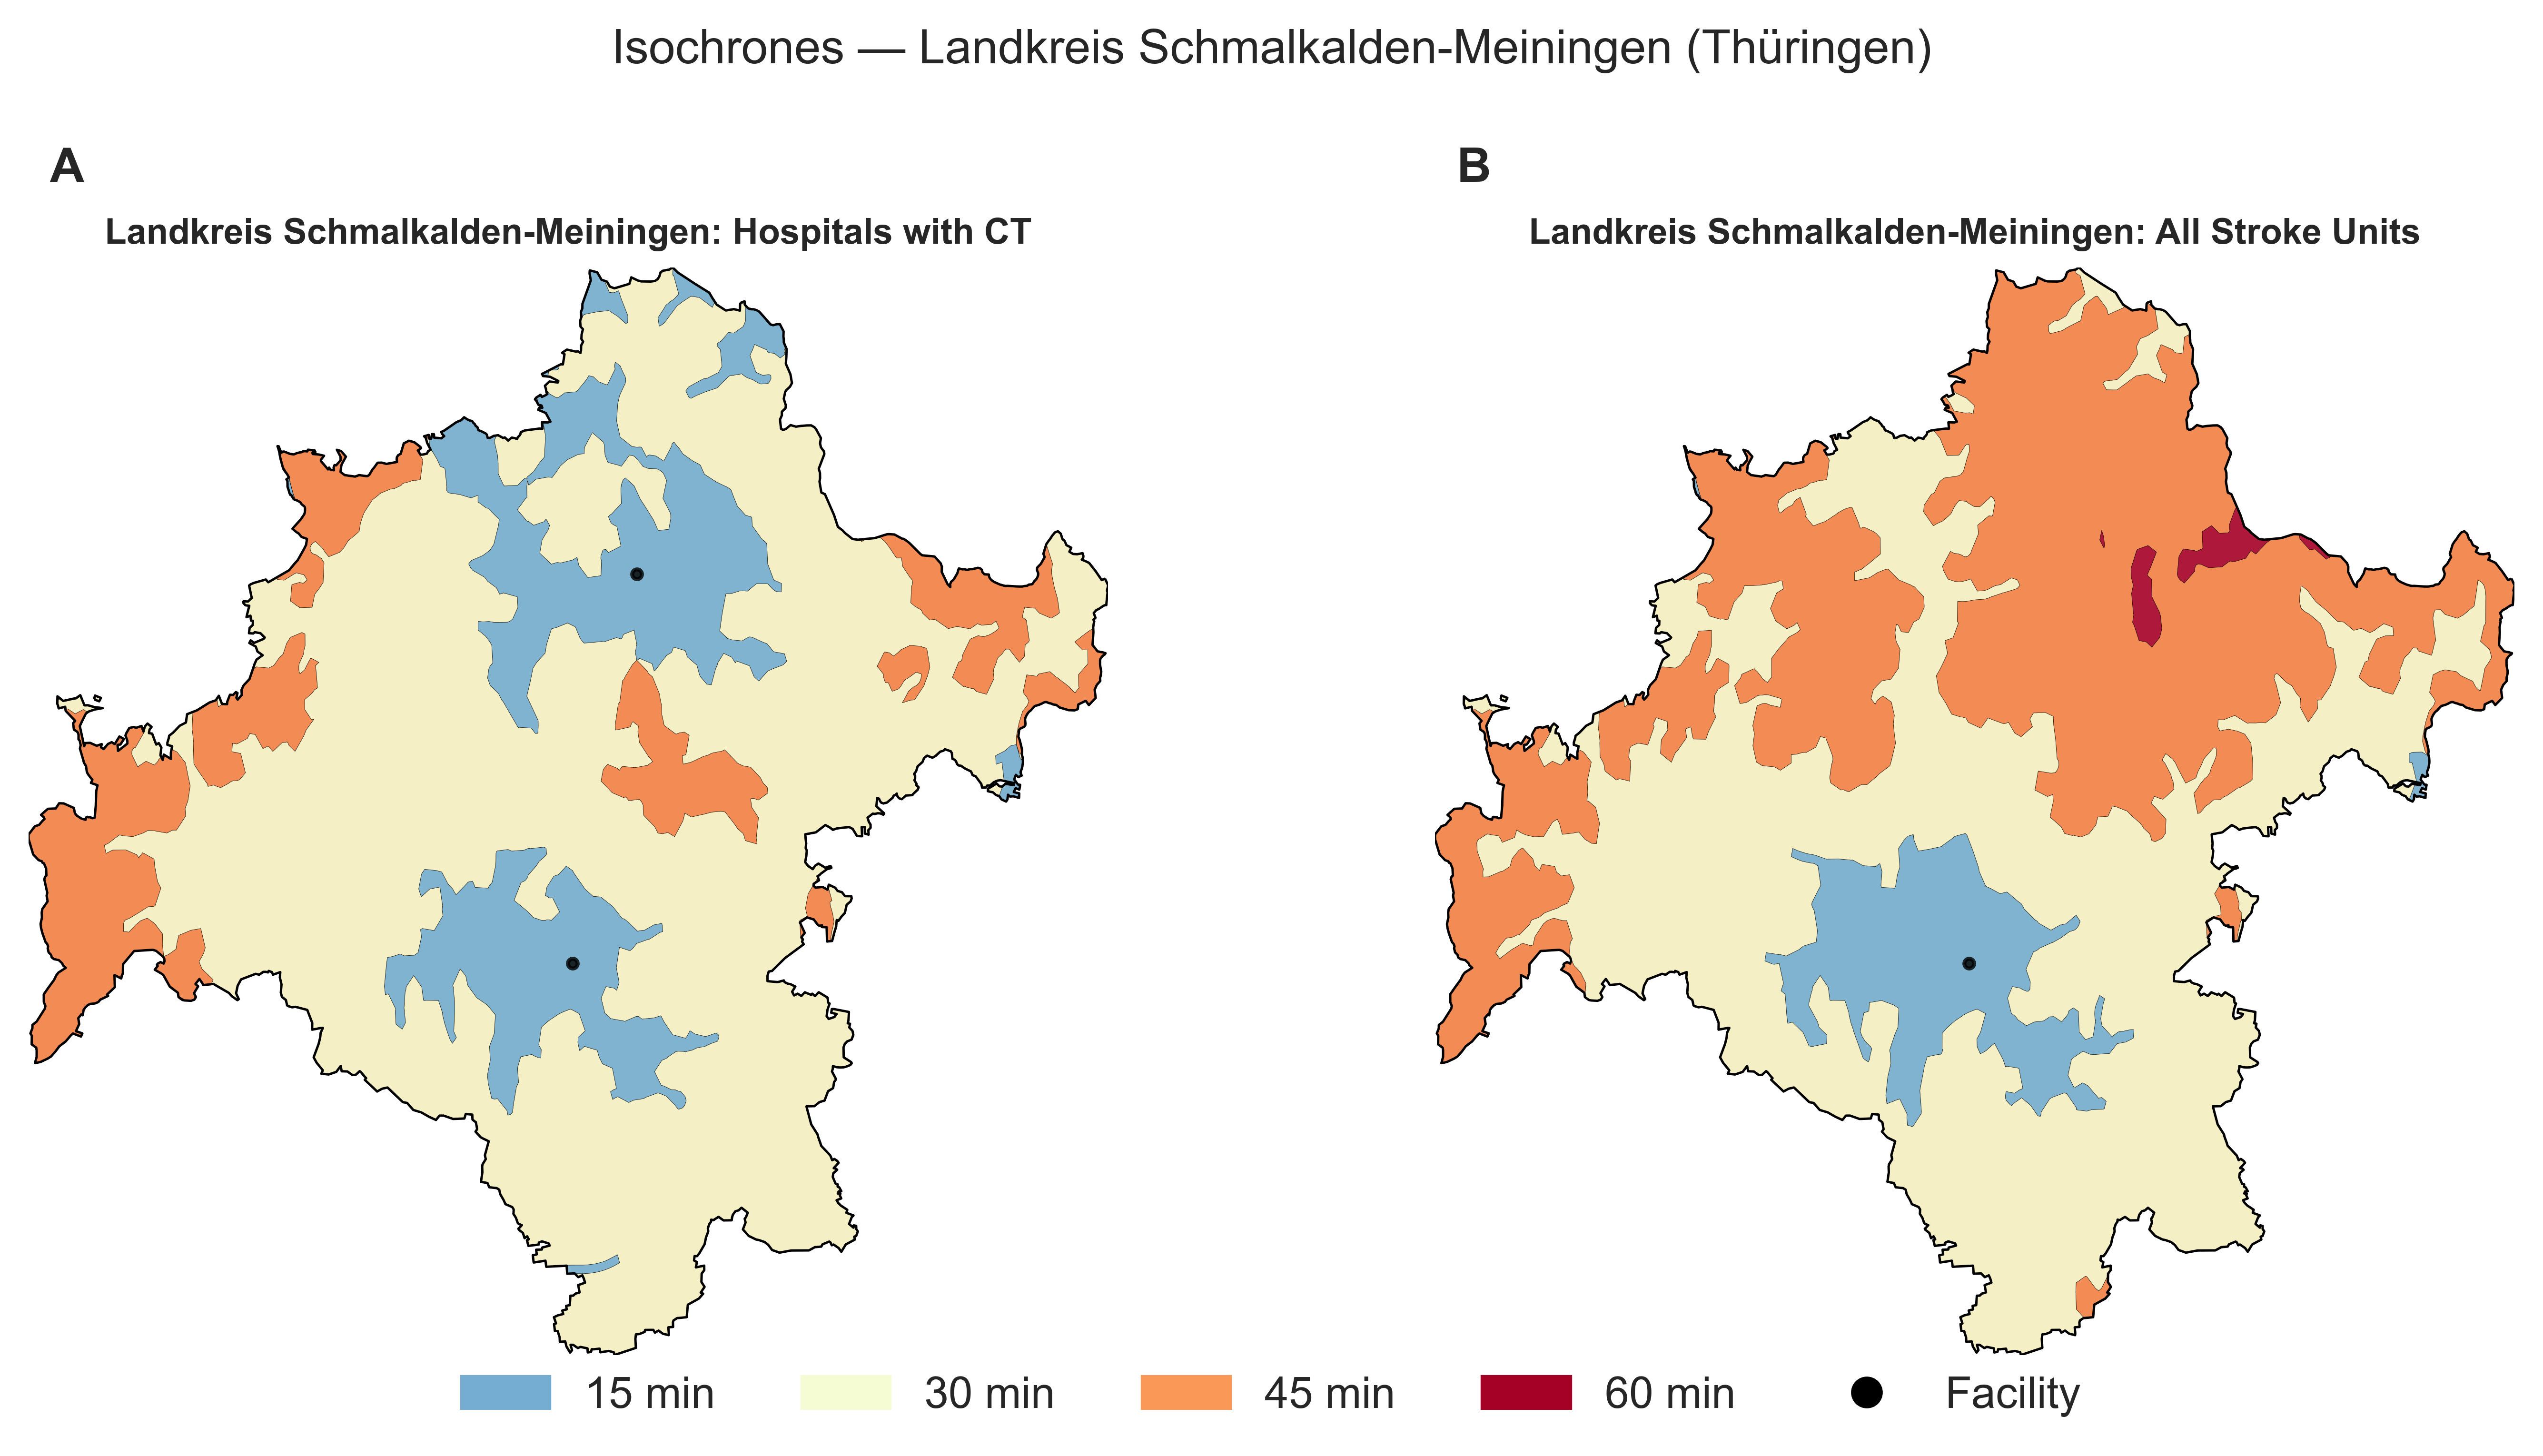 Isochrones — Landkreis Schmalkalden-Meiningen (Thüringen)
A
B
Landkreis Schmalkalden-Meiningen: Hospitals with CT
Landkreis Schmalkalden-Meiningen: All Stroke Units
15 min
30 min
45 min
60 min
Facility